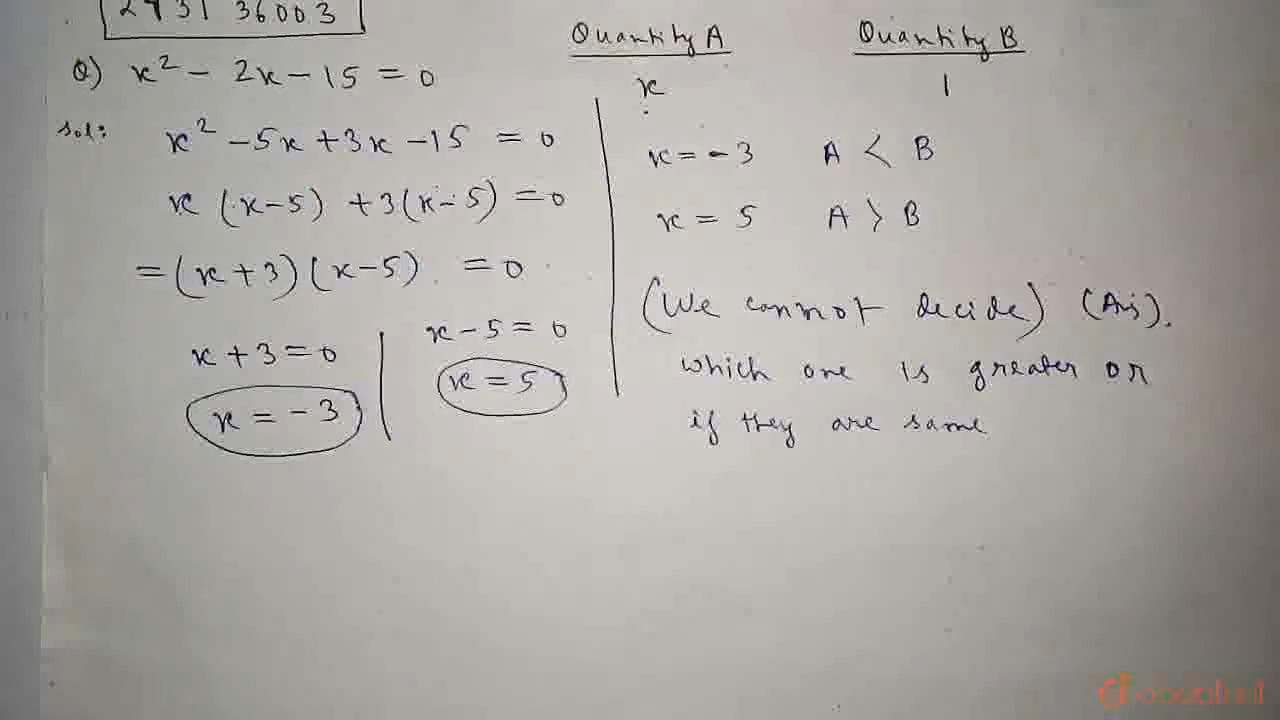 36003
Quantity A Quantity B
Q) x² - 2x - 15 = 0
x 1
Sol:
x² - 5x + 3x - 15 = 0
x (x-5) + 3(x-5) = 0
= (x+3)(x-5) = 0
x + 3 = 0
x = -3
x - 5 = 0
x = 5
x = -3 A < B
x = 5 A > B
(We cannot decide) (Ans).
which one is greater or
if they are same